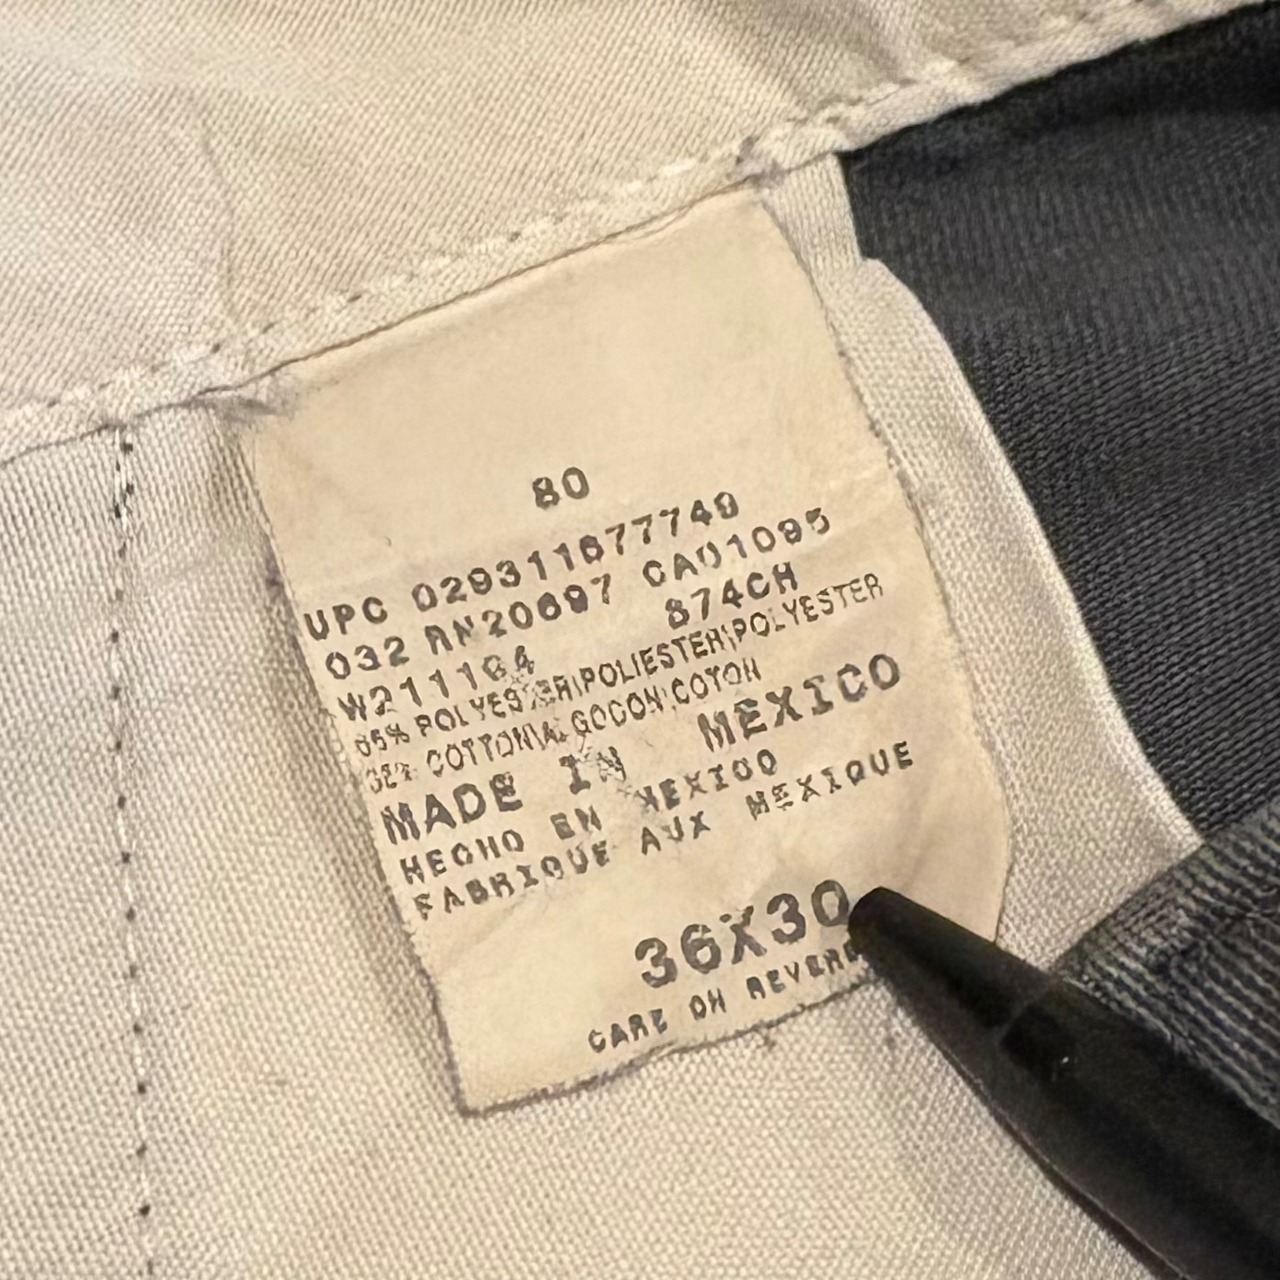 80
UPC 029311677749
032 RN20697 CA01095
W211164 874CH
65% POLYESTER\POLIESTER\POLYESTER
35% COTTON\ALGODON\COTON
MADE IN MEXICO
HECHO EN MEXICO
FABRIQUE AUX MEXIQUE
36X30
CARE ON REVERSE